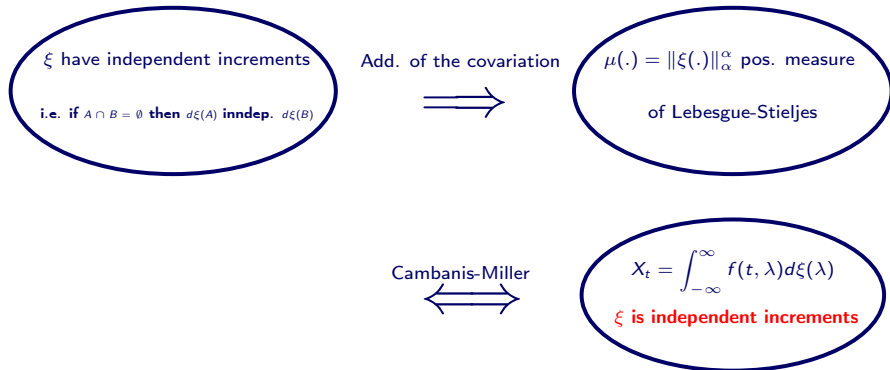 ξ have independent increments
i.e. if A ∩ B = ∅ then dξ(A) inndep. dξ(B)
Add. of the covariation
⟹
μ(.) = ‖ξ(.)‖_α^α pos. measure
of Lebesgue-Stieljes
Cambanis-Miller
⟺
X_t = ∫_{-∞}^{∞} f(t, λ)dξ(λ)
ξ is independent increments